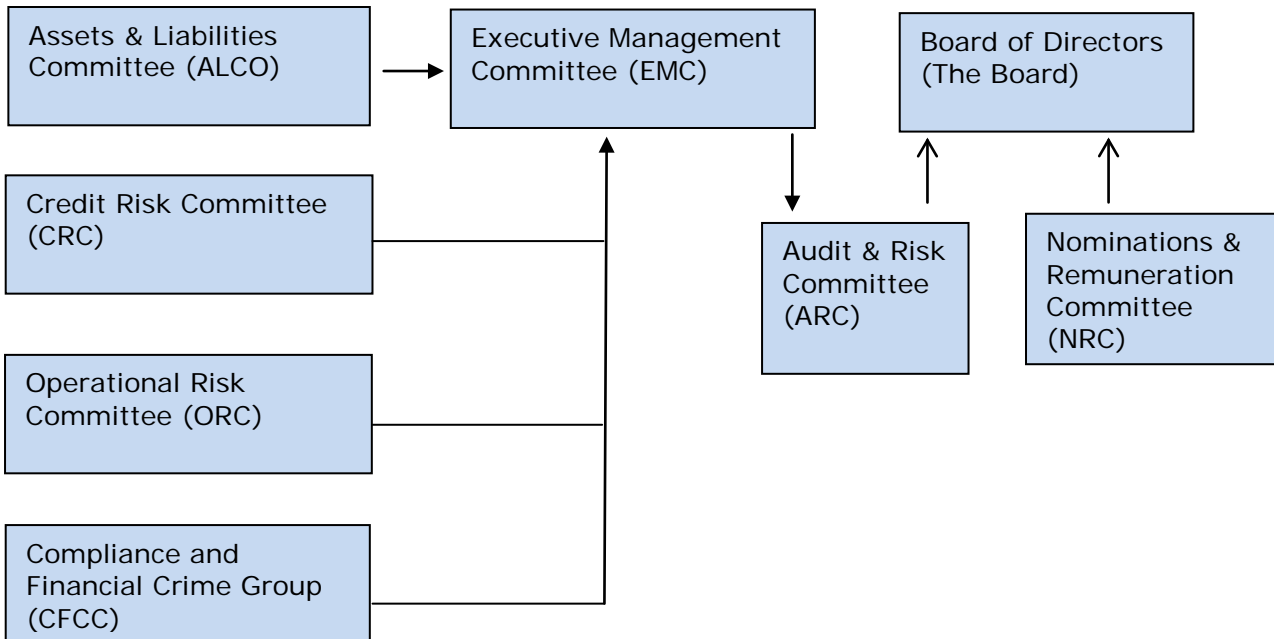 Assets & Liabilities
Committee (ALCO)
Executive Management
Committee (EMC)
Board of Directors
(The Board)
Credit Risk Committee
(CRC)
Audit & Risk
Committee
(ARC)
Nominations &
Remuneration
Committee
(NRC)
Operational Risk
Committee (ORC)
Compliance and
Financial Crime Group
(CFCC)